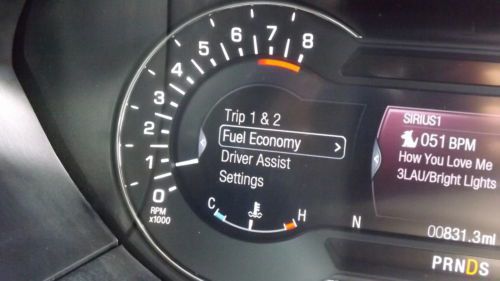 8
7
6
5
4
3
2
1
0
RPM
x1000
Trip 1 & 2
Fuel Economy >
Driver Assist
Settings
C H
N
SIRIUS1
051 BPM
How You Love Me
3LAU/Bright Lights
00831.3mi
PRNDS